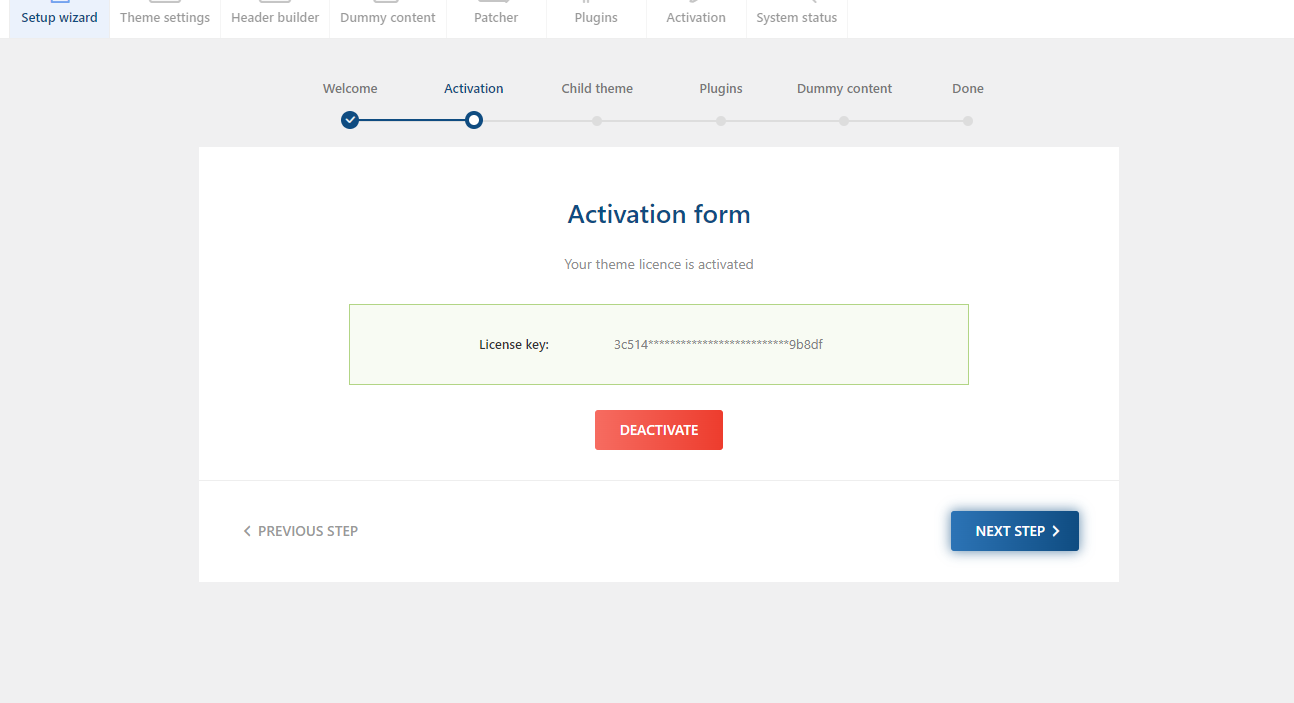 Setup wizard Theme settings Header builder Dummy content Patcher Plugins Activation System status
Welcome Activation Child theme Plugins Dummy content Done
Activation form
Your theme licence is activated
License key: 3c514**************************9b8df
DEACTIVATE
PREVIOUS STEP NEXT STEP